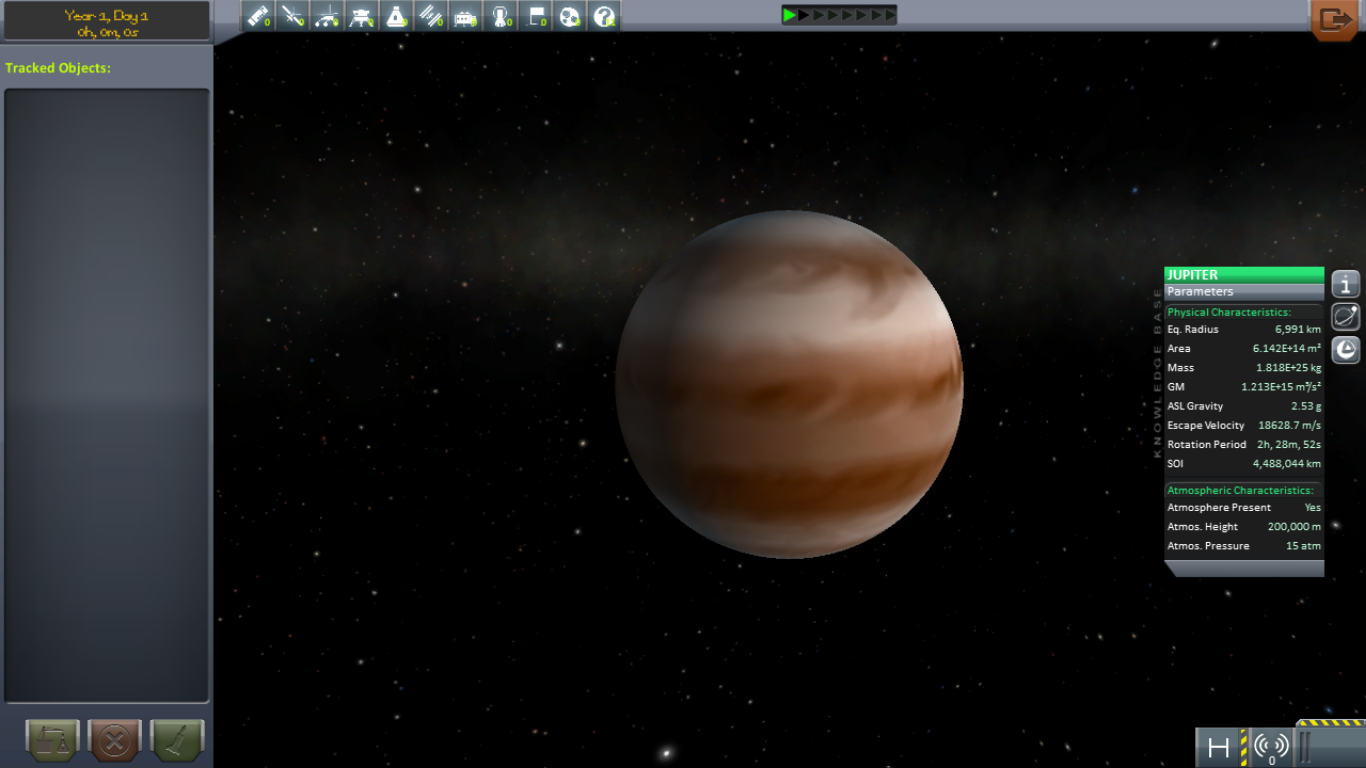 Year 1, Day 1
0h, 0m, 0s
0 0 0 0 0 0 0 0 0 0
Tracked Objects:
JUPITER
Parameters
KNOWLEDGE BASE
Physical Characteristics:
Eq. Radius 6,991 km
Area 6.142E+14 m²
Mass 1.818E+25 kg
GM 1.213E+15 m³/s²
ASL Gravity 2.53 g
Escape Velocity 18628.7 m/s
Rotation Period 2h, 28m, 52s
SOI 4,488,044 km
Atmospheric Characteristics:
Atmosphere Present Yes
Atmos. Height 200,000 m
Atmos. Pressure 15 atm
0